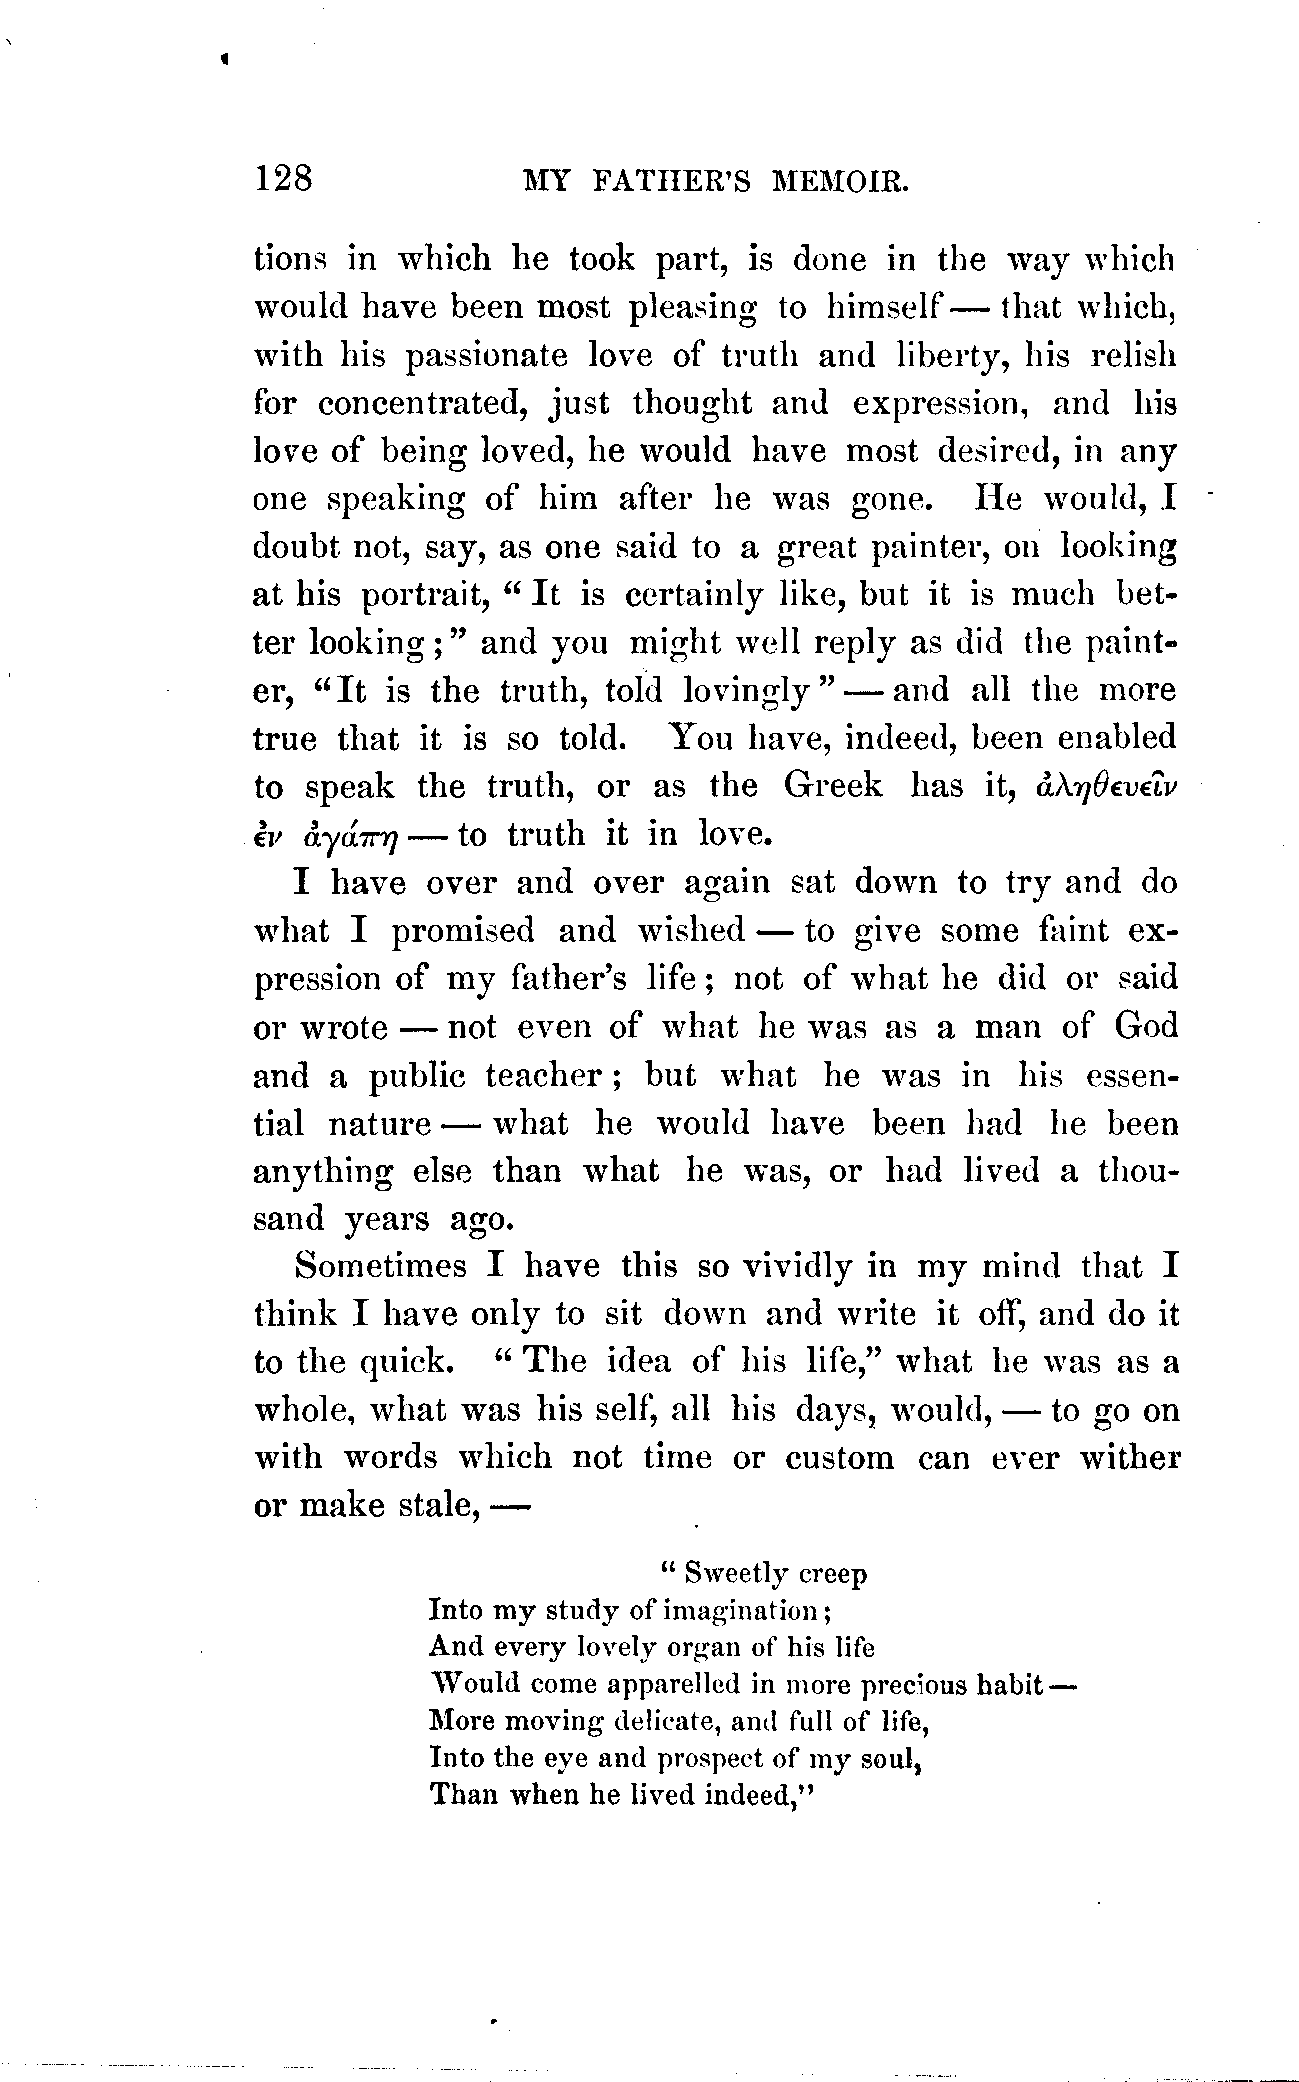 128 MY FATHER'S MEMOIR.
tions in which he took part, is done in the way which
would have been most pleasing to himself — that which,
with his passionate love of truth and liberty, his relish
for concentrated, just thought and expression, and his
love of being loved, he would have most desired, in any
one speaking of him after he was gone. He would, I
doubt not, say, as one said to a great painter, on looking
at his portrait, “ It is certainly like, but it is much bet-
ter looking ;” and you might well reply as did the paint-
er, “It is the truth, told lovingly ” — and all the more
true that it is so told. You have, indeed, been enabled
to speak the truth, or as the Greek has it, ἀληθευεῖν
ἐν ἀγάπη — to truth it in love.
I have over and over again sat down to try and do
what I promised and wished — to give some faint ex-
pression of my father's life ; not of what he did or said
or wrote — not even of what he was as a man of God
and a public teacher ; but what he was in his essen-
tial nature — what he would have been had he been
anything else than what he was, or had lived a thou-
sand years ago.
Sometimes I have this so vividly in my mind that I
think I have only to sit down and write it off, and do it
to the quick. “ The idea of his life,” what he was as a
whole, what was his self, all his days, would, — to go on
with words which not time or custom can ever wither
or make stale, —
“ Sweetly creep
Into my study of imagination ;
And every lovely organ of his life
Would come apparelled in more precious habit —
More moving delicate, and full of life,
Into the eye and prospect of my soul,
Than when he lived indeed,”